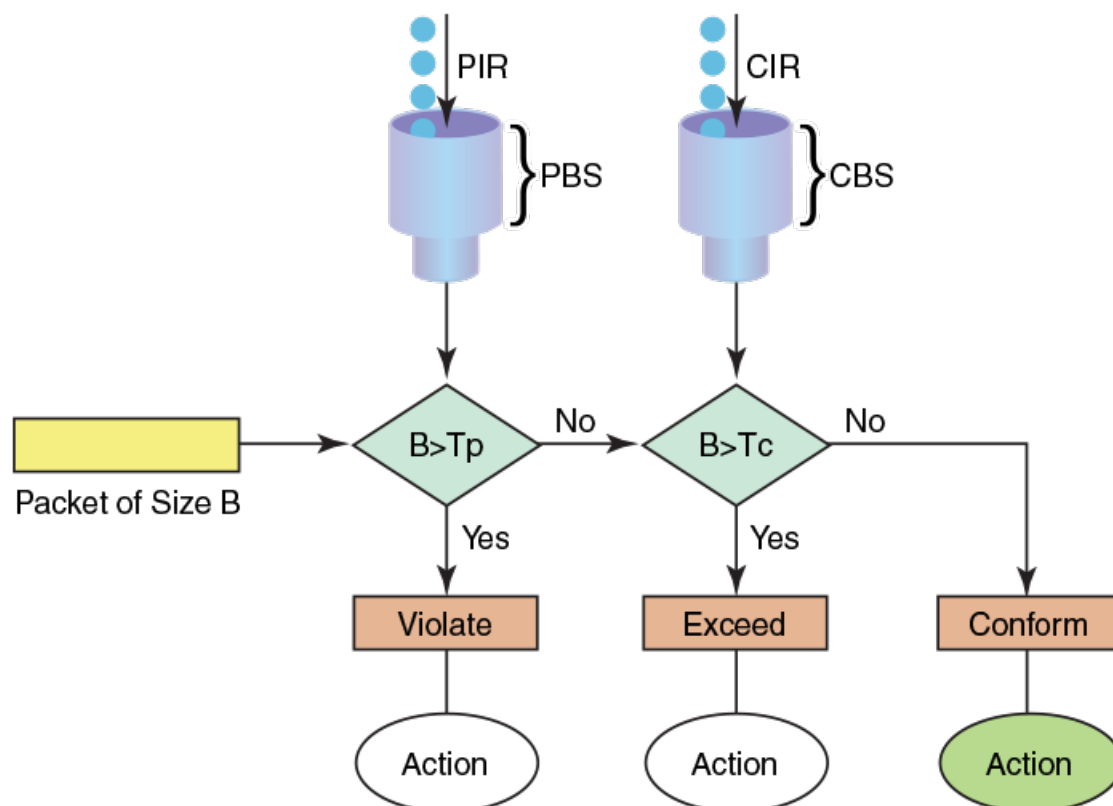 PIR
CIR
PBS
CBS
B>Tp
No
B>Tc
No
Packet of Size B
Yes
Yes
Violate
Exceed
Conform
Action
Action
Action